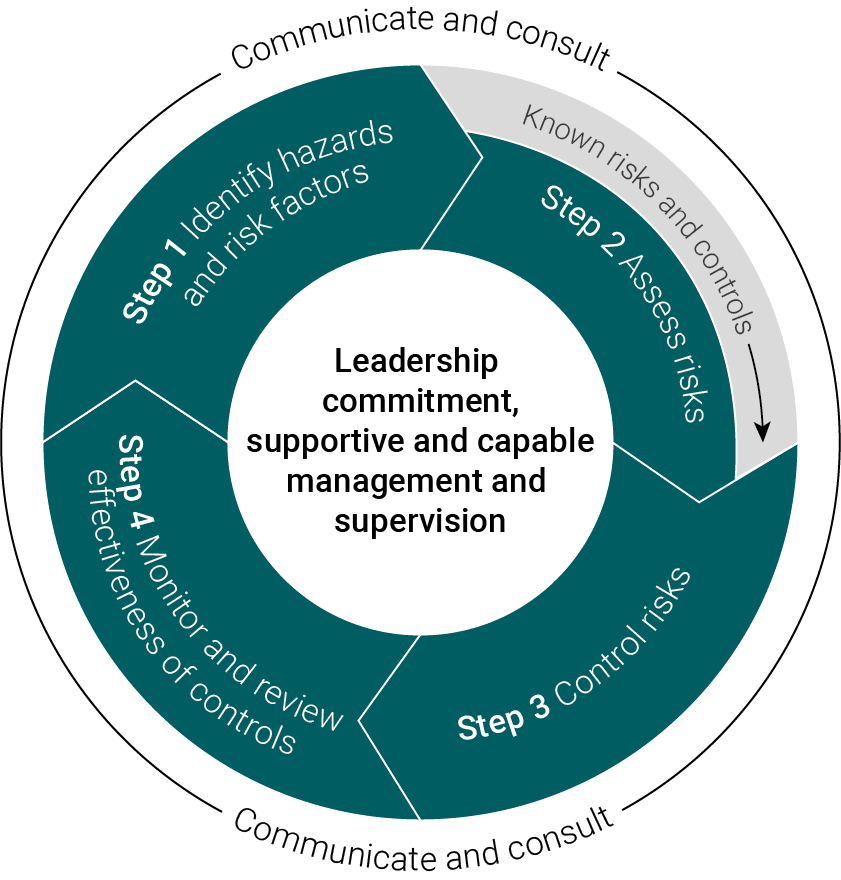 Communicate and consult
Step 1 Identify hazards
and risk factors
Known risks and controls
Step 2 Assess risks
Leadership
commitment,
supportive and capable
management and
supervision
Step 3 Control risks
Step 4 Monitor and review
effectiveness of controls
Communicate and consult